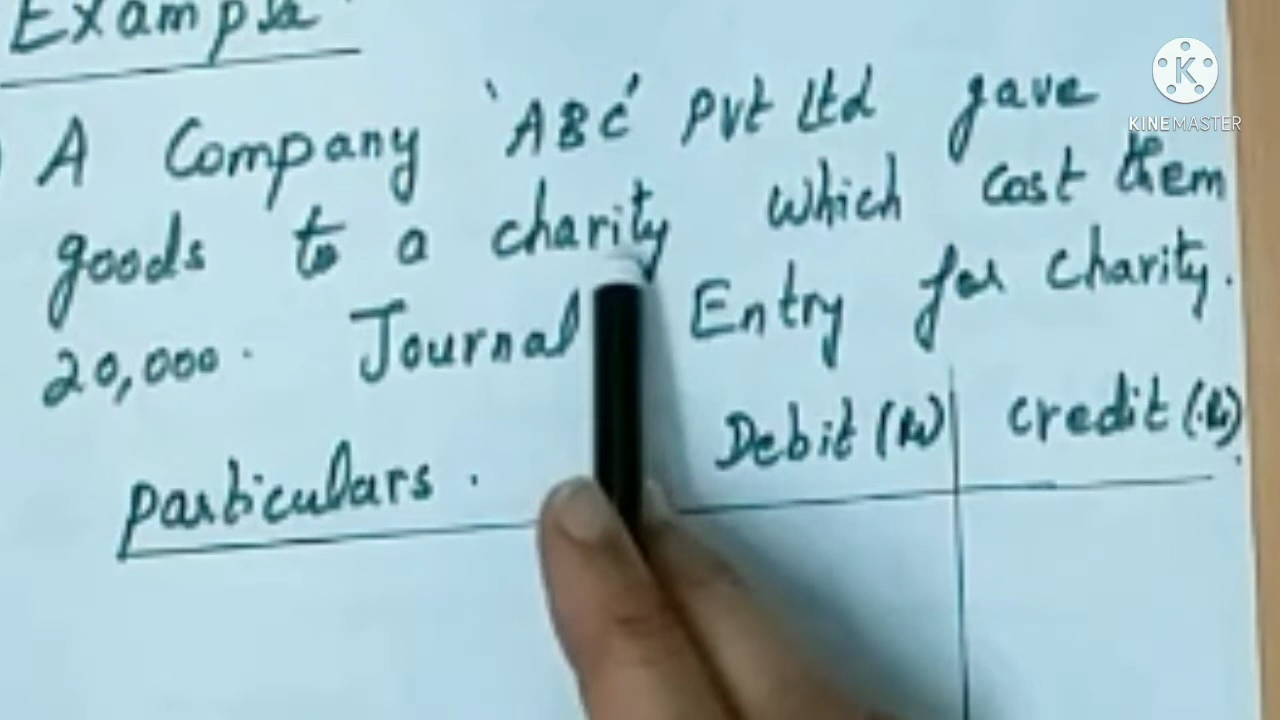 Example
A Company 'ABC' Pvt Ltd gave
goods to a charity which cost them
20,000. Journal Entry for charity.
particulars. Debit (Rs) credit (Rs).
KINEMASTER